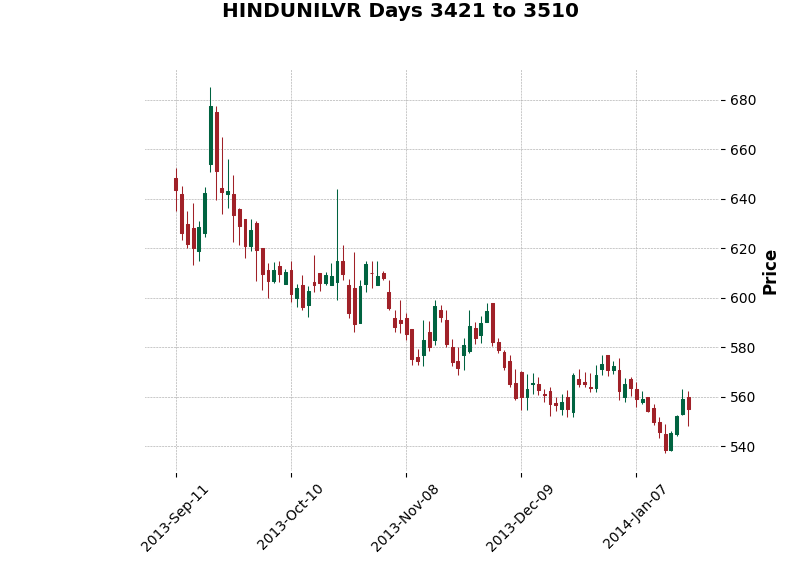 HINDUNILVR Days 3421 to 3510
680
660
640
620
600
580
560
540
Price
2013-Sep-11
2013-Oct-10
2013-Nov-08
2013-Dec-09
2014-Jan-07